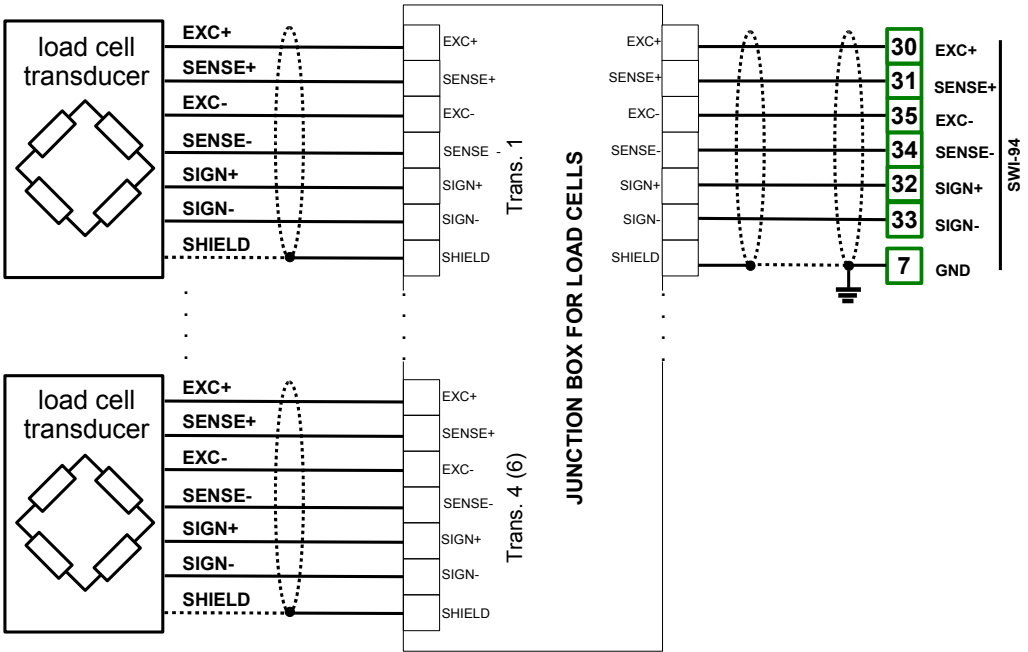 load cell
transducer
EXC+
SENSE+
EXC-
SENSE-
SIGN+
SIGN-
SHIELD
EXC+
SENSE+
EXC-
SENSE -
SIGN+
SIGN-
SHIELD
Trans. 1
JUNCTION BOX FOR LOAD CELLS
EXC+
SENSE+
EXC-
SENSE-
SIGN+
SIGN-
SHIELD
30 EXC+
31 SENSE+
35 EXC-
34 SENSE-
32 SIGN+
33 SIGN-
7 GND
SWI-94
load cell
transducer
EXC+
SENSE+
EXC-
SENSE-
SIGN+
SIGN-
SHIELD
EXC+
SENSE+
EXC-
SENSE-
SIGN+
SIGN-
SHIELD
Trans. 4 (6)